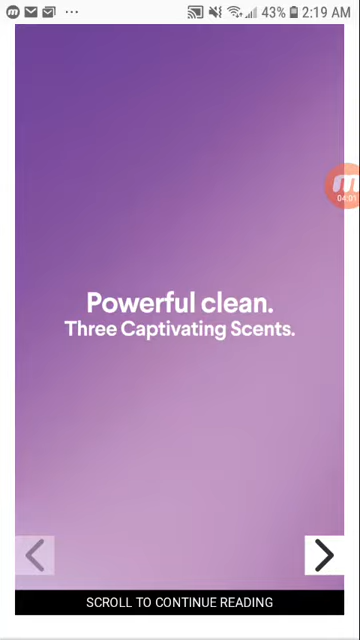 43% 2:19 AM
04:01
Powerful clean.
Three Captivating Scents.
SCROLL TO CONTINUE READING